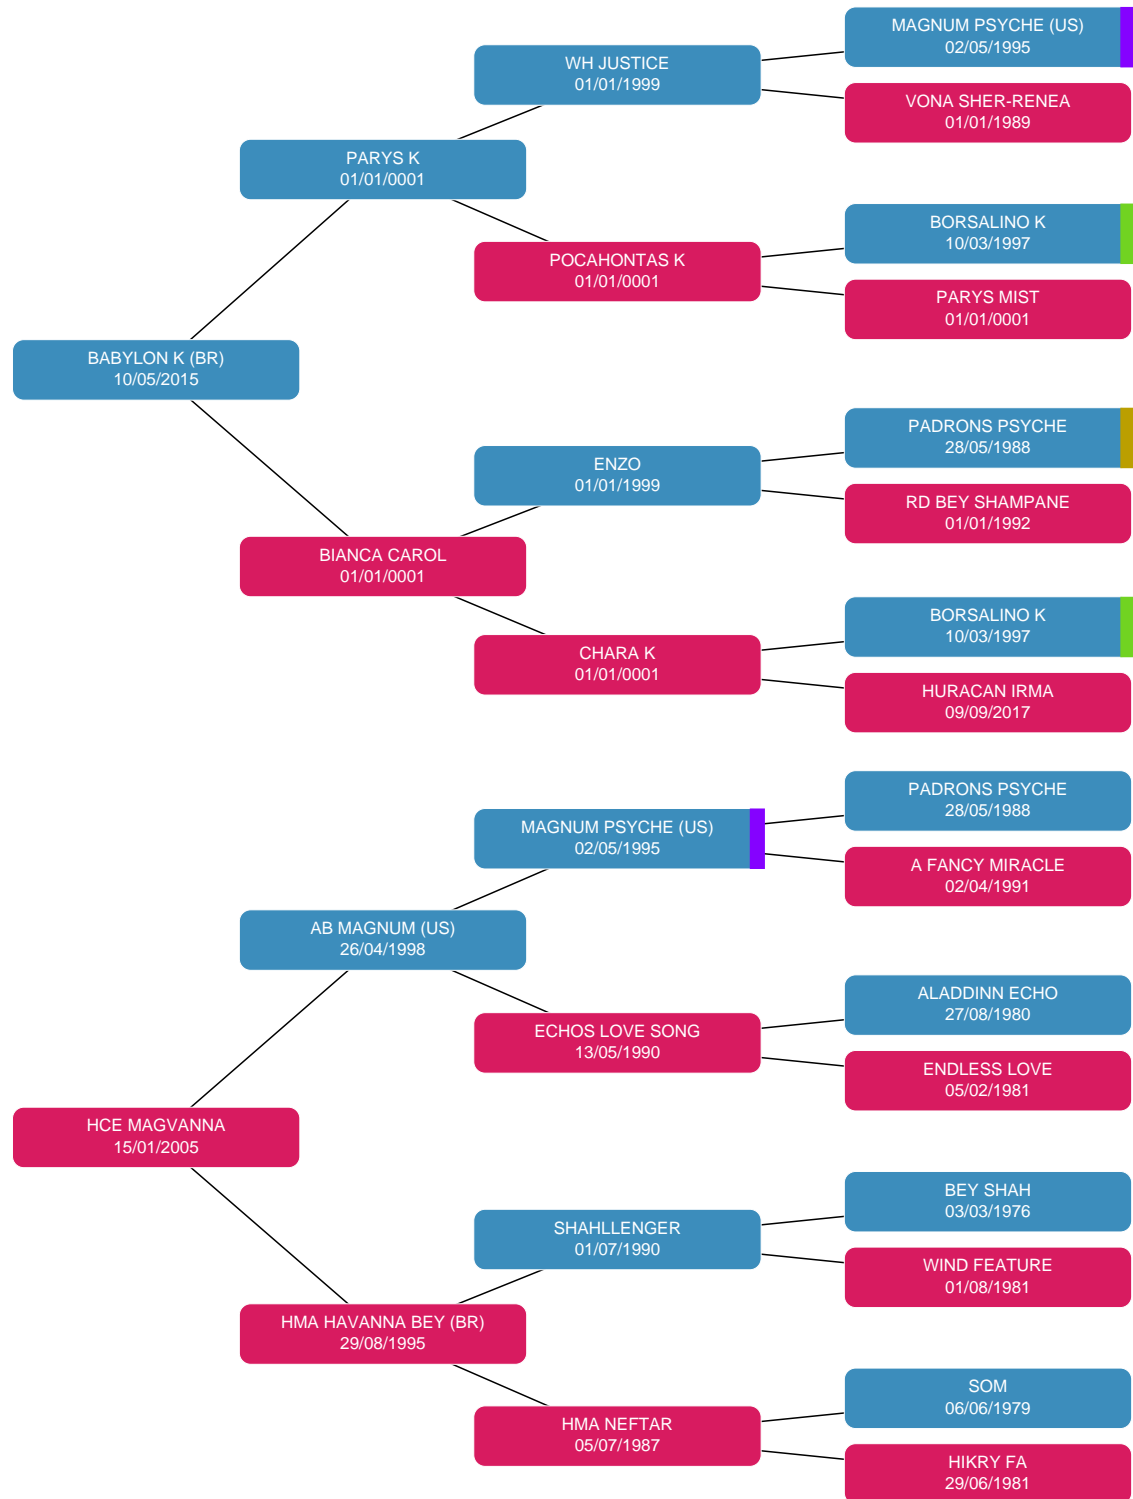 MAGNUM PSYCHE (US)
02/05/1995
WH JUSTICE
01/01/1999
VONA SHER-RENEA
01/01/1989
PARYS K
01/01/0001
BORSALINO K
10/03/1997
POCAHONTAS K
01/01/0001
PARYS MIST
01/01/0001
BABYLON K (BR)
10/05/2015
PADRONS PSYCHE
28/05/1988
ENZO
01/01/1999
RD BEY SHAMPANE
01/01/1992
BIANCA CAROL
01/01/0001
BORSALINO K
10/03/1997
CHARA K
01/01/0001
HURACAN IRMA
09/09/2017
PADRONS PSYCHE
28/05/1988
MAGNUM PSYCHE (US)
02/05/1995
A FANCY MIRACLE
02/04/1991
AB MAGNUM (US)
26/04/1998
ALADDINN ECHO
27/08/1980
ECHOS LOVE SONG
13/05/1990
ENDLESS LOVE
05/02/1981
HCE MAGVANNA
15/01/2005
BEY SHAH
03/03/1976
SHAHLLENGER
01/07/1990
WIND FEATURE
01/08/1981
HMA HAVANNA BEY (BR)
29/08/1995
SOM
06/06/1979
HMA NEFTAR
05/07/1987
HIKRY FA
29/06/1981